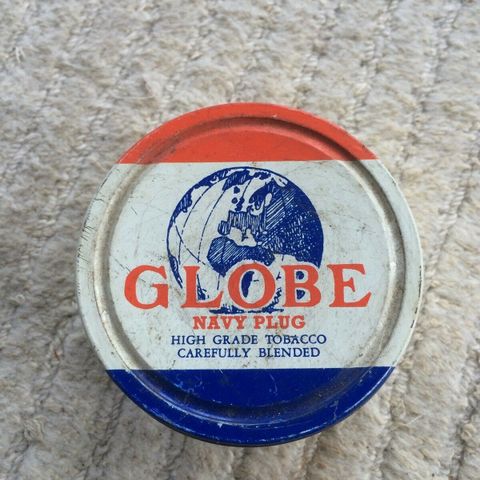 GLOBE
NAVY PLUG
HIGH GRADE TOBACCO
CAREFULLY BLENDED